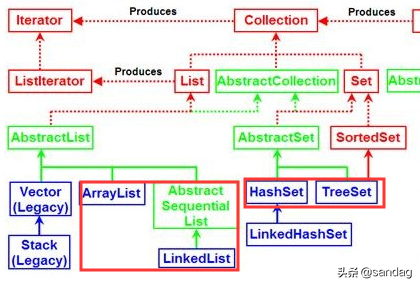 Produces
Produces
Iterator
Collection
Produces
ListIterator
List
AbstractCollection
Set
Abst
AbstractList
AbstractSet
SortedSet
Vector
(Legacy)
ArrayList
Abstract
Sequential
List
HashSet
TreeSet
Stack
(Legacy)
LinkedList
LinkedHashSet
头条 @sandag